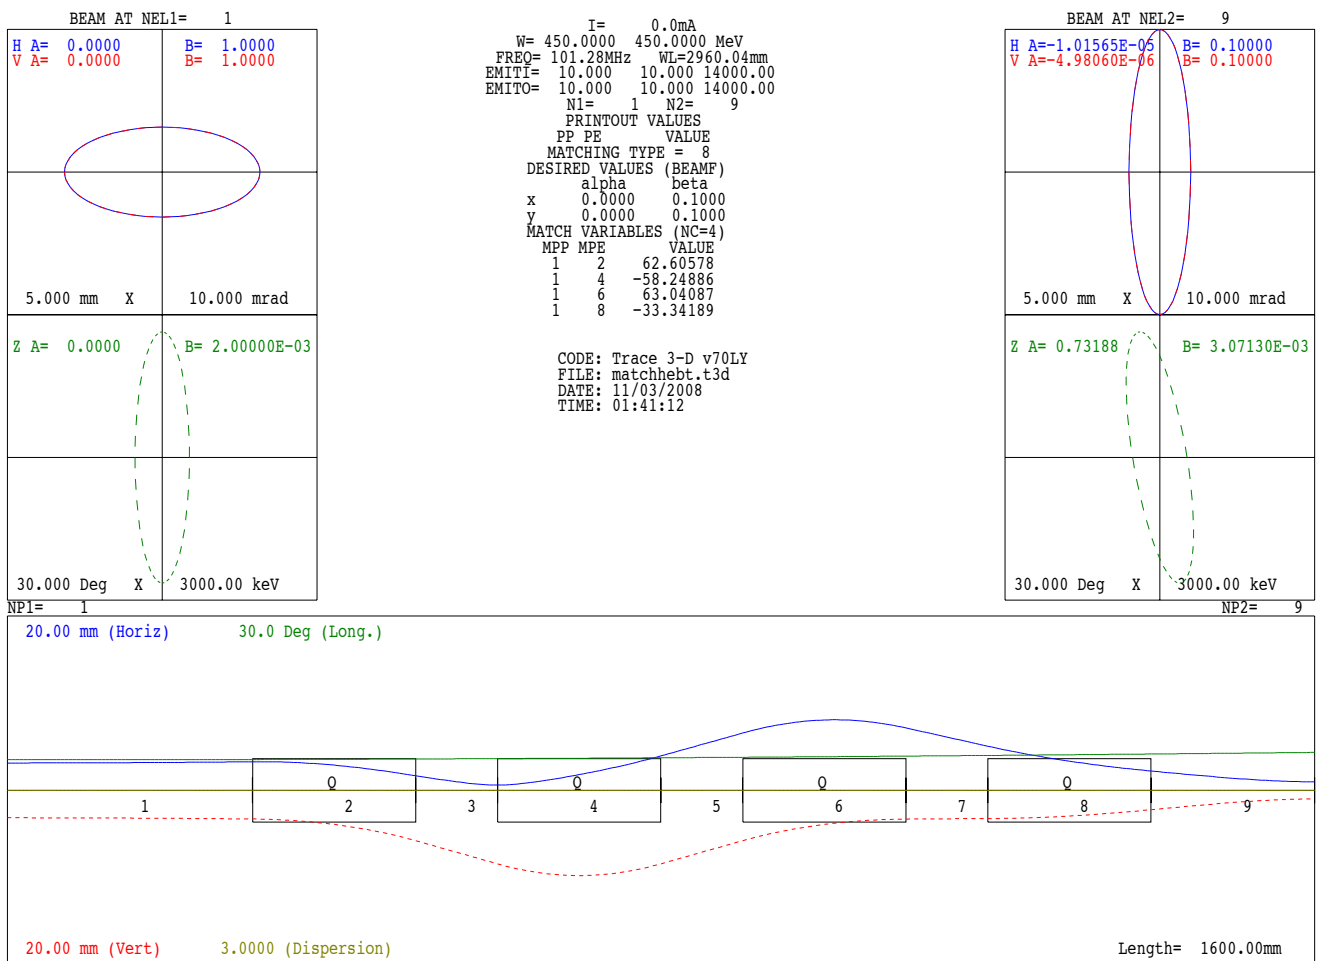 BEAM AT NEL1= 1
H A= 0.0000 B= 1.0000
V A= 0.0000 B= 1.0000
5.000 mm X 10.000 mrad
Z A= 0.0000 B= 2.00000E-03
30.000 Deg X 3000.00 keV
NP1= 1
I= 0.0mA
W= 450.0000 450.0000 MeV
FREQ= 101.28MHz WL=2960.04mm
EMITI= 10.000 10.000 14000.00
EMITO= 10.000 10.000 14000.00
N1= 1 N2= 9
PRINTOUT VALUES
PP PE VALUE
MATCHING TYPE = 8
DESIRED VALUES (BEAMF)
alpha beta
x 0.0000 0.1000
y 0.0000 0.1000
MATCH VARIABLES (NC=4)
MPP MPE VALUE
1 2 62.60578
1 4 -58.24886
1 6 63.04087
1 8 -33.34189
CODE: Trace 3-D v70LY
FILE: matchhebt.t3d
DATE: 11/03/2008
TIME: 01:41:12
BEAM AT NEL2= 9
H A=-1.01565E-05 B= 0.10000
V A=-4.98060E-06 B= 0.10000
5.000 mm X 10.000 mrad
Z A= 0.73188 B= 3.07130E-03
30.000 Deg X 3000.00 keV
NP2= 9
20.00 mm (Horiz) 30.0 Deg (Long.)
Q Q Q Q
1 2 3 4 5 6 7 8 9
20.00 mm (Vert) 3.0000 (Dispersion) Length= 1600.00mm